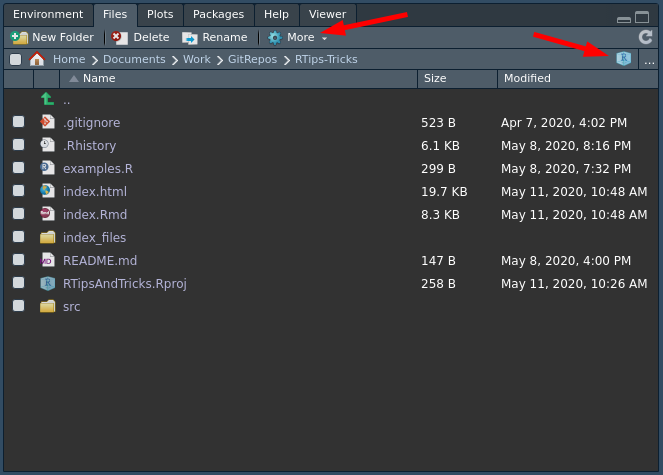 Environment Files Plots Packages Help Viewer
New Folder Delete Rename More
Home Documents Work GitRepos RTips-Tricks R ...
Name Size Modified
..
.gitignore 523 B Apr 7, 2020, 4:02 PM
.Rhistory 6.1 KB May 8, 2020, 8:16 PM
examples.R 299 B May 8, 2020, 7:32 PM
index.html 19.7 KB May 11, 2020, 10:48 AM
index.Rmd 8.3 KB May 11, 2020, 10:48 AM
index_files
README.md 147 B May 8, 2020, 4:00 PM
RTipsAndTricks.Rproj 258 B May 11, 2020, 10:26 AM
src